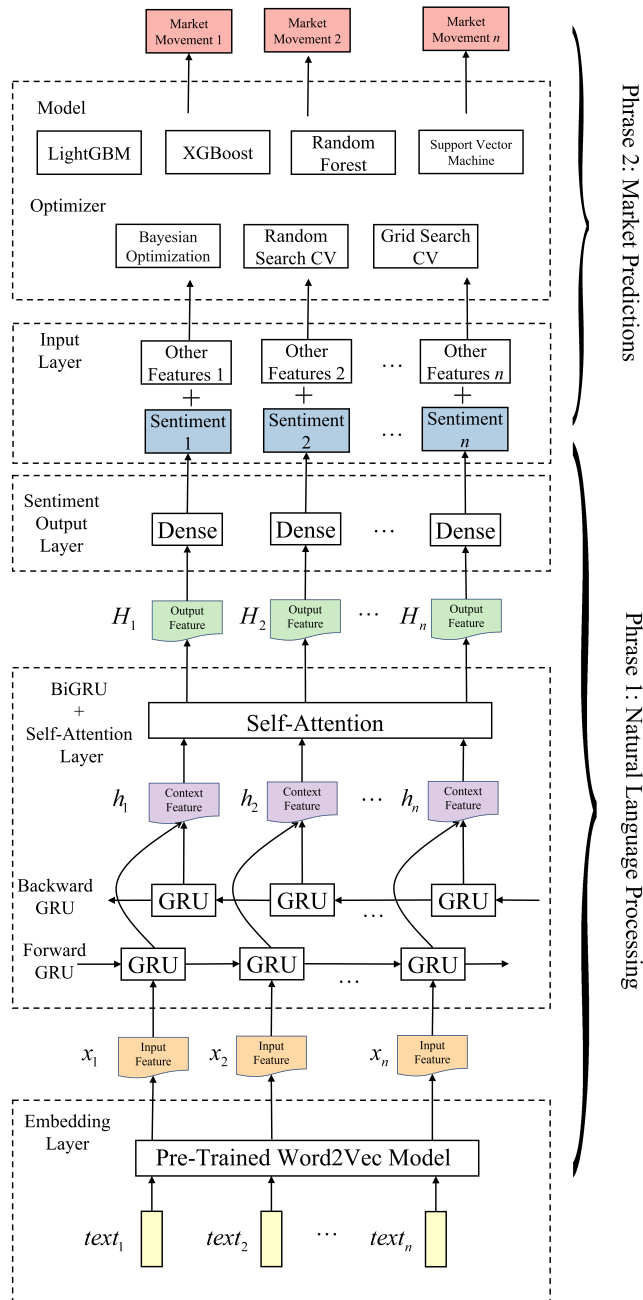 Market
Movement 1
Market
Movement 2
Market
Movement n
Model
LightGBM
XGBoost
Random
Forest
Support Vector
Machine
Optimizer
Bayesian
Optimization
Random
Search CV
Grid Search
CV
Phrase 2: Market Predictions
Input
Layer
Other
Features 1
Other
Features 2
...
Other
Features n
+
+
+
Sentiment
1
Sentiment
2
...
Sentiment
n
Sentiment
Output
Layer
Dense
Dense
...
Dense
H1
Output
Feature
H2
Output
Feature
...
Hn
Output
Feature
Phrase 1: Natural Language Processing
BiGRU
+
Self-Attention
Layer
Self-Attention
h1
Context
Feature
h2
Context
Feature
...
hn
Context
Feature
Backward
GRU
GRU
GRU
...
GRU
Forward
GRU
GRU
GRU
...
GRU
x1
Input
Feature
x2
Input
Feature
...
xn
Input
Feature
Embedding
Layer
Pre-Trained Word2Vec Model
text1
text2
...
textn